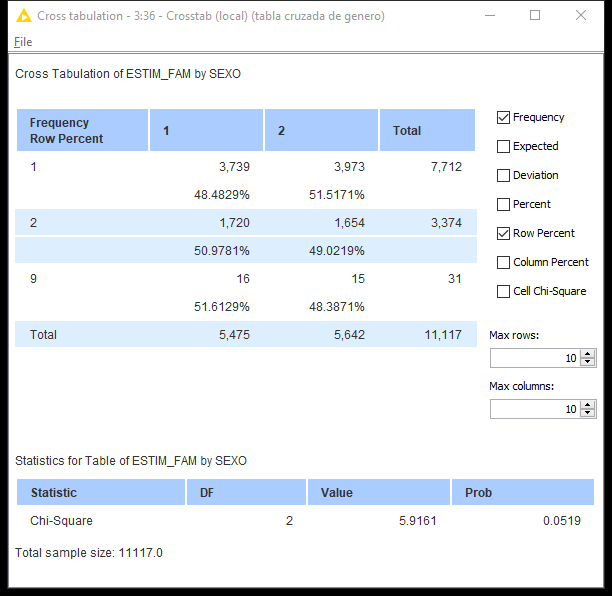 Cross tabulation - 3:36 - Crosstab (local) (tabla cruzada de genero)
File
Cross Tabulation of ESTIM_FAM by SEXO
Frequency
Row Percent
1
2
Total
1
3,739
3,973
7,712
48.4829%
51.5171%
2
1,720
1,654
3,374
50.9781%
49.0219%
9
16
15
31
51.6129%
48.3871%
Total
5,475
5,642
11,117
Frequency
Expected
Deviation
Percent
Row Percent
Column Percent
Cell Chi-Square
Max rows:
10
Max columns:
10
Statistics for Table of ESTIM_FAM by SEXO
Statistic
DF
Value
Prob
Chi-Square
2
5.9161
0.0519
Total sample size: 11117.0